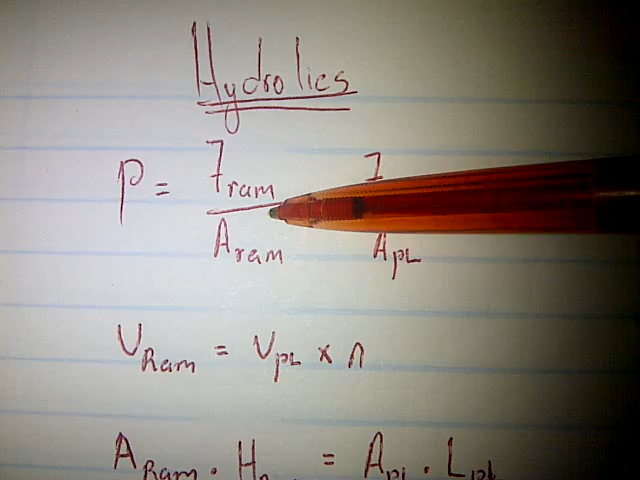 Hydrolics
P = Fram
Aram APL
VRam = VPL × n
ARam · H = Apl · Lpl